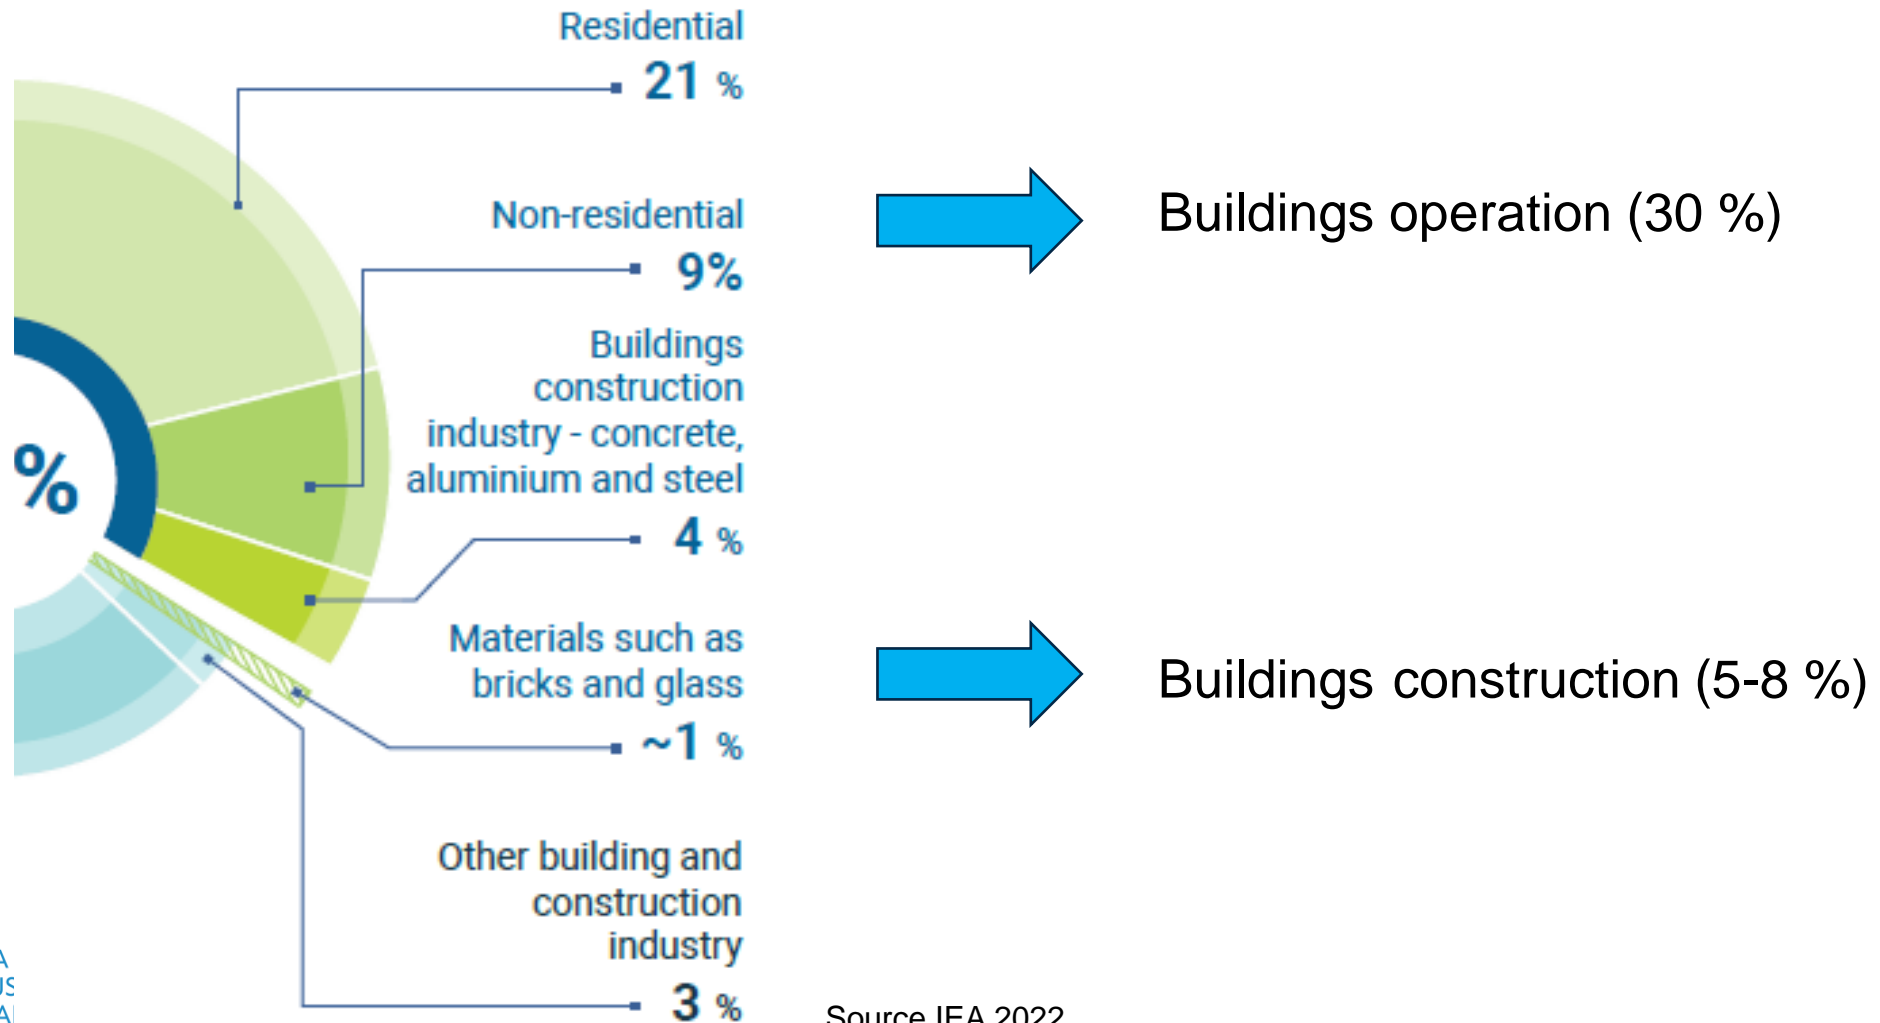 Residential
21 %
Non-residential
9%
Buildings
construction
industry - concrete,
aluminium and steel
4 %
Materials such as
bricks and glass
~1 %
Other building and
construction
industry
3 %
%
Buildings operation (30 %)
Buildings construction (5-8 %)
Source IEA 2022